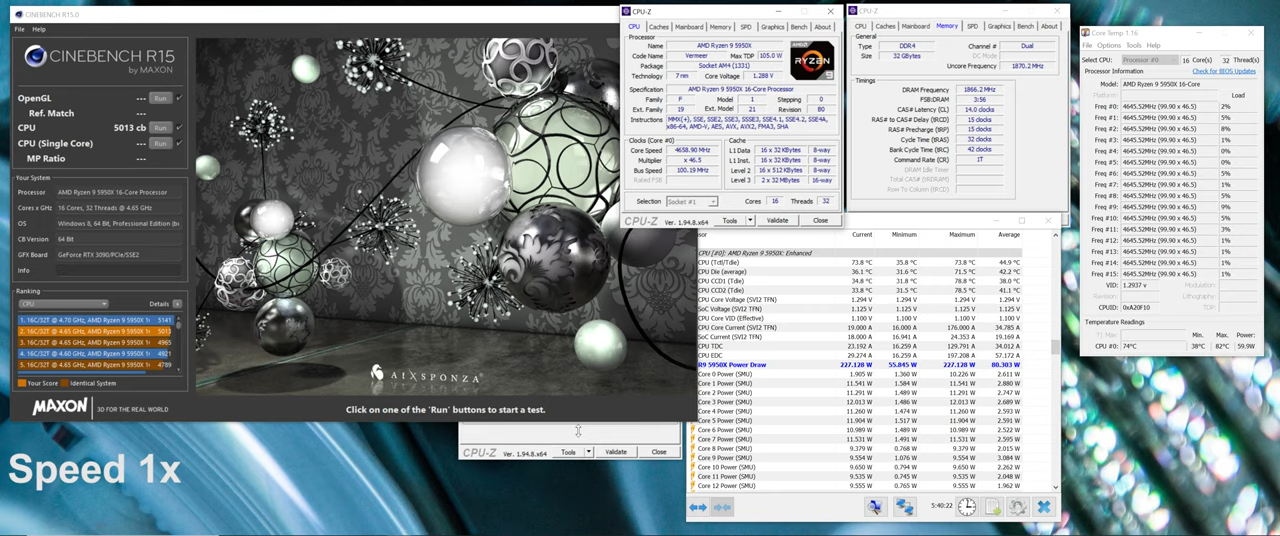 CINEBENCH R15.0
File Help
CINEBENCH R15
by MAXON
OpenGL --- Run
Ref. Match ---
CPU 5013 cb Run
CPU (Single Core) --- Run
MP Ratio ---
Your System
Processor AMD Ryzen 9 5950X 16-Core Processor
Cores x GHz 16 Cores, 32 Threads @ 4.65 GHz
OS Windows 8, 64 Bit, Professional Edition (b
CB Version 64 Bit
GFX Board GeForce RTX 3090/PCIe/SSE2
Info
Ranking
CPU Details
1. 16C/32T @ 4.70 GHz, AMD Ryzen 9 5950X 5141
2. 16C/32T @ 4.65 GHz, AMD Ryzen 9 5950X 5013
3. 16C/32T @ 4.65 GHz, AMD Ryzen 9 5950X 4965
4. 16C/32T @ 4.60 GHz, AMD Ryzen 9 5950X 4921
5. 16C/32T @ 4.65 GHz, AMD Ryzen 9 5950X 4789
Your Score Identical System
MAXON 3D FOR THE REAL WORLD
AIXSPONZA
Click on one of the 'Run' buttons to start a test.
Speed 1x
CPU-Z
CPU Caches Mainboard Memory SPD Graphics Bench About
Processor
Name AMD Ryzen 9 5950X
Code Name Vermeer Max TDP 105.0 W
Package Socket AM4 (1331)
Technology 7 nm Core Voltage 1.288 V
AMD RYZEN 9
Specification AMD Ryzen 9 5950X 16-Core Processor
Family F Model 1 Stepping 0
Ext. Family 19 Ext. Model 21 Revision B0
Instructions MMX(+), SSE, SSE2, SSE3, SSSE3, SSE4.1, SSE4.2, SSE4A,
x86-64, AMD-V, AES, AVX, AVX2, FMA3, SHA
Clocks (Core #0) Cache
Core Speed 4658.90 MHz L1 Data 16 x 32 KBytes 8-way
Multiplier x 46.5 L1 Inst. 16 x 32 KBytes 8-way
Bus Speed 100.19 MHz Level 2 16 x 512 KBytes 8-way
Rated FSB Level 3 2 x 32 MBytes 16-way
Selection Socket #1 Cores 16 Threads 32
CPU-Z Ver. 1.94.8.x64 Tools Validate Close
CPU-Z Ver. 1.94.8.x64 Tools Validate Close
CPU-Z
CPU Caches Mainboard Memory SPD Graphics Bench About
General
Type DDR4 Channel # Dual
Size 32 GBytes DC Mode
Uncore Frequency 1870.2 MHz
Timings
DRAM Frequency 1866.2 MHz
FSB:DRAM 3:56
CAS# Latency (CL) 14.0 clocks
RAS# to CAS# Delay (tRCD) 15 clocks
RAS# Precharge (tRP) 15 clocks
Cycle Time (tRAS) 32 clocks
Bank Cycle Time (tRC) 42 clocks
Command Rate (CR) 1T
DRAM Idle Timer
Total CAS# (tRDRAM)
Row To Column (tRCD)
sor Current Minimum Maximum Average
CPU [#0]: AMD Ryzen 9 5950X: Enhanced
CPU (Tctl/Tdie) 73.8 °C 35.8 °C 73.8 °C 44.9 °C
CPU Die (average) 36.1 °C 31.6 °C 71.5 °C 42.2 °C
CPU CCD1 (Tdie) 34.8 °C 31.8 °C 78.8 °C 38.0 °C
CPU CCD2 (Tdie) 33.8 °C 31.5 °C 78.5 °C 41.1 °C
CPU Core Voltage (SVI2 TFN) 1.294 V 1.294 V 1.294 V 1.294 V
SoC Voltage (SVI2 TFN) 1.125 V 1.125 V 1.125 V 1.125 V
CPU Core VID (Effective) 1.100 V 1.100 V 1.100 V 1.100 V
CPU Core Current (SVI2 TFN) 19.000 A 1.000 A 176.000 A 34.785 A
SoC Current (SVI2 TFN) 18.941 A 16.941 A 24.353 A 19.169 A
CPU TDC 23.192 A 16.259 A 129.791 A 34.012 A
CPU EDC 29.274 A 16.259 A 197.208 A 57.172 A
R9 5950X Power Draw 227.128 W 55.845 W 227.128 W 80.303 W
Core 0 Power (SMU) 1.905 W 1.360 W 10.226 W 2.611 W
Core 1 Power (SMU) 11.541 W 1.584 W 11.541 W 2.880 W
Core 2 Power (SMU) 11.291 W 1.489 W 11.291 W 2.747 W
Core 3 Power (SMU) 12.013 W 1.486 W 12.013 W 2.689 W
Core 4 Power (SMU) 11.260 W 1.474 W 11.260 W 2.593 W
Core 5 Power (SMU) 11.904 W 1.517 W 11.904 W 2.591 W
Core 6 Power (SMU) 10.989 W 1.491 W 10.989 W 2.522 W
Core 7 Power (SMU) 11.531 W 1.491 W 11.531 W 2.595 W
Core 8 Power (SMU) 9.379 W 0.768 W 9.379 W 2.015 W
Core 9 Power (SMU) 9.554 W 1.076 W 9.554 W 3.084 W
Core 10 Power (SMU) 9.650 W 0.794 W 9.650 W 2.262 W
Core 11 Power (SMU) 9.535 W 0.745 W 9.535 W 2.048 W
Core 12 Power (SMU) 9.555 W 0.765 W 9.555 W 1.962 W
5:40:22
Core Temp 1.16
File Options Tools Help
Select CPU: Processor #0 16 Core(s) 32 Thread(s)
Processor Information Check for BIOS Updates
Model: AMD Ryzen 9 5950X 16-Core
Platform: Load
Freq #0: 4645.52MHz (99.90 x 46.5) 2%
Freq #1: 4645.52MHz (99.90 x 46.5) 5%
Freq #2: 4645.52MHz (99.90 x 46.5) 8%
Freq #3: 4645.52MHz (99.90 x 46.5) 1%
Freq #4: 4645.52MHz (99.90 x 46.5) 0%
Freq #5: 4645.52MHz (99.90 x 46.5) 0%
Freq #6: 4645.52MHz (99.90 x 46.5) 5%
Freq #7: 4645.52MHz (99.90 x 46.5) 1%
Freq #8: 4645.52MHz (99.90 x 46.5) 5%
Freq #9: 4645.52MHz (99.90 x 46.5) 9%
Freq #10: 4645.52MHz (99.90 x 46.5) 5%
Freq #11: 4645.52MHz (99.90 x 46.5) 3%
Freq #12: 4645.52MHz (99.90 x 46.5) 1%
Freq #13: 4645.52MHz (99.90 x 46.5) 1%
Freq #14: 4645.52MHz (99.90 x 46.5) 1%
Freq #15: 4645.52MHz (99.90 x 46.5) 1%
VID: 1.2937 v Modulation:
Revision: Lithography:
CPUID: 0xA20F10 TDP:
Temperature Readings
Tj. Max: Min. Max. Power:
CPU #0: 74°C 38°C 82°C 59.9W